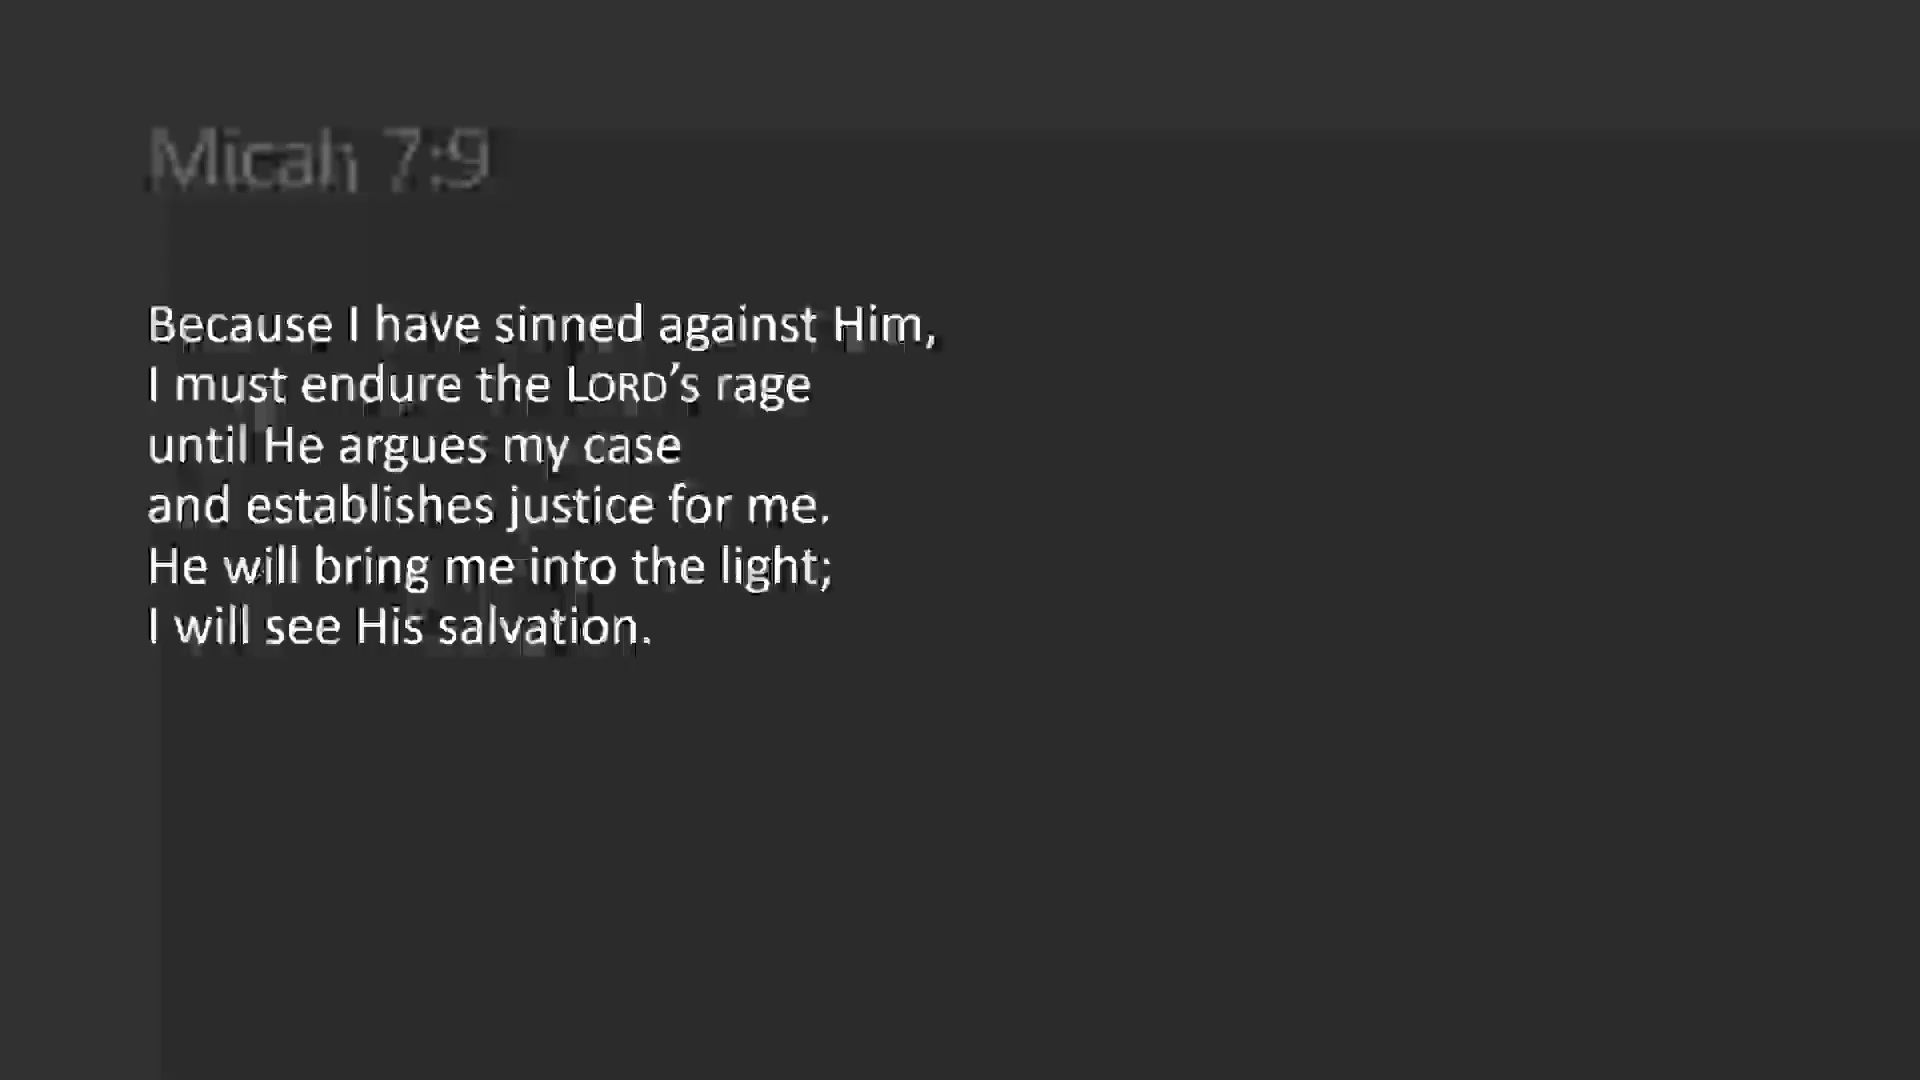 Micah 7:9
Because I have sinned against Him,
I must endure the LORD’s rage
until He argues my case
and establishes justice for me.
He will bring me into the light;
I will see His salvation.